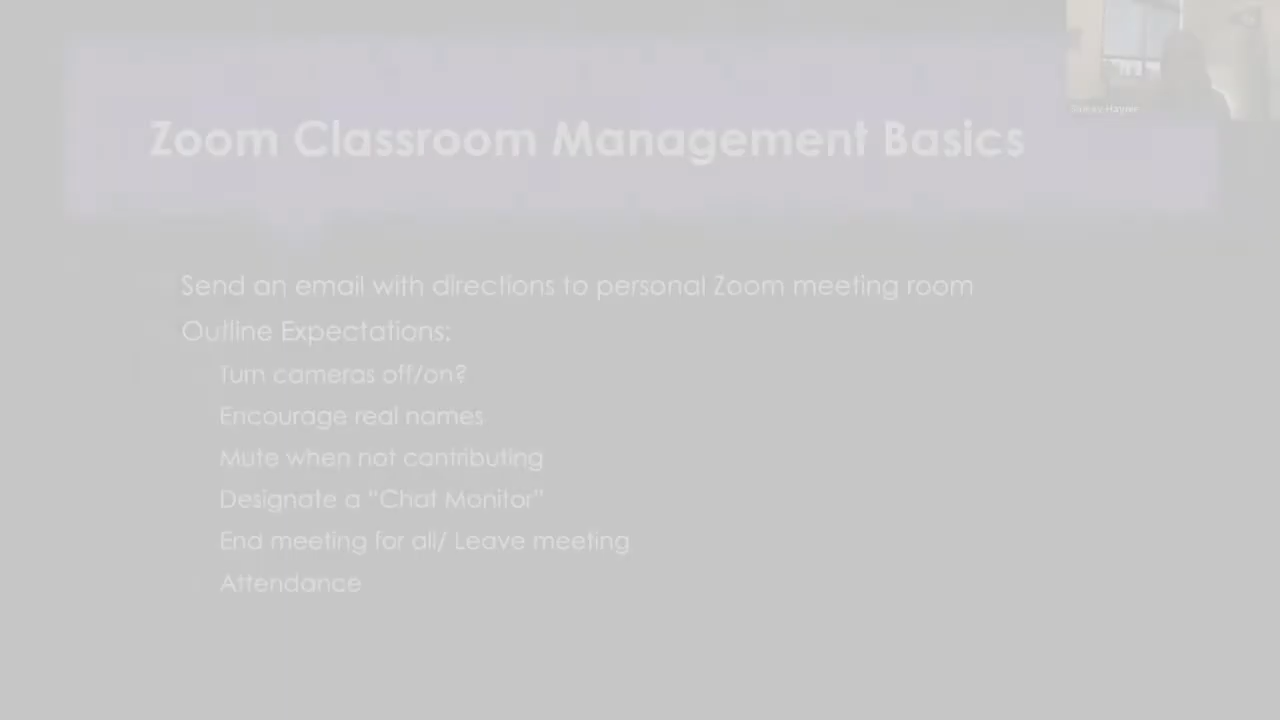 Zoom Classroom Management Basics
Send an email with directions to personal Zoom meeting room
Outline Expectations:
Turn cameras off/on?
Encourage real names
Mute when not contributing
Designate a “Chat Monitor”
End meeting for all/ Leave meeting
Attendance